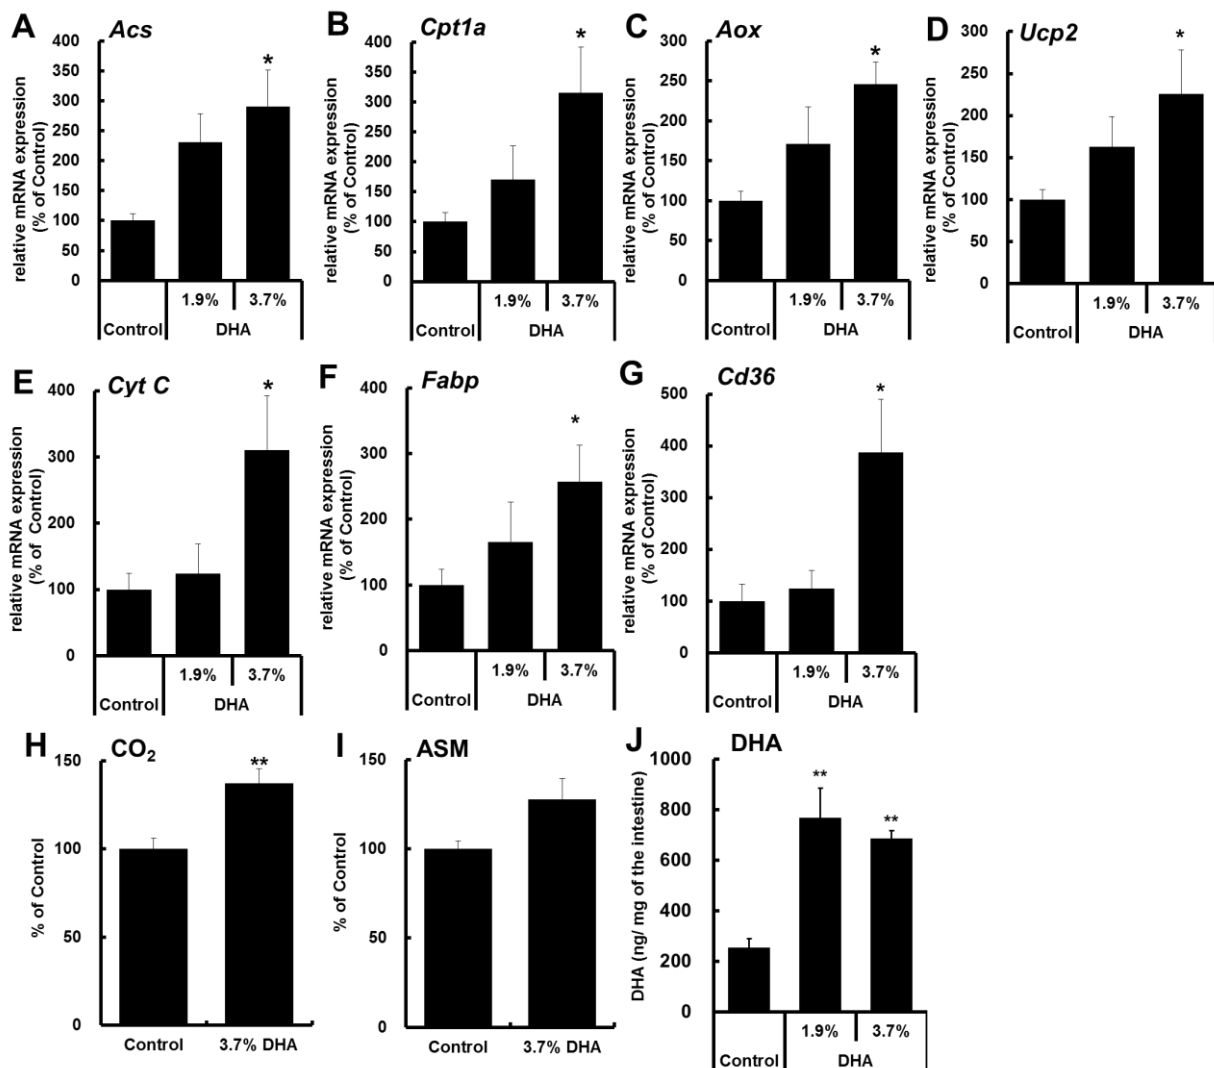 A Acs
relative mRNA expression
(% of Control)
400
350
300
250
200
150
100
50
0
*
1.9% 3.7%
Control DHA
B Cpt1a
relative mRNA expression
(% of Control)
400
350
300
250
200
150
100
50
0
*
1.9% 3.7%
Control DHA
C Aox
relative mRNA expression
(% of Control)
300
250
200
150
100
50
0
*
1.9% 3.7%
Control DHA
D Ucp2
relative mRNA expression
(% of Control)
300
250
200
150
100
50
0
*
1.9% 3.7%
Control DHA
E Cyt C
relative mRNA expression
(% of Control)
400
300
200
100
0
*
1.9% 3.7%
Control DHA
F Fabp
relative mRNA expression
(% of Control)
400
300
200
100
0
*
1.9% 3.7%
Control DHA
G Cd36
relative mRNA expression
(% of Control)
500
400
300
200
100
0
*
1.9% 3.7%
Control DHA
H CO₂
% of Control
150
100
50
0
**
Control 3.7% DHA
I ASM
% of Control
150
100
50
0
Control 3.7% DHA
J DHA
DHA (ng/ mg of the intestine)
1000
800
600
400
200
0
** **
1.9% 3.7%
Control DHA